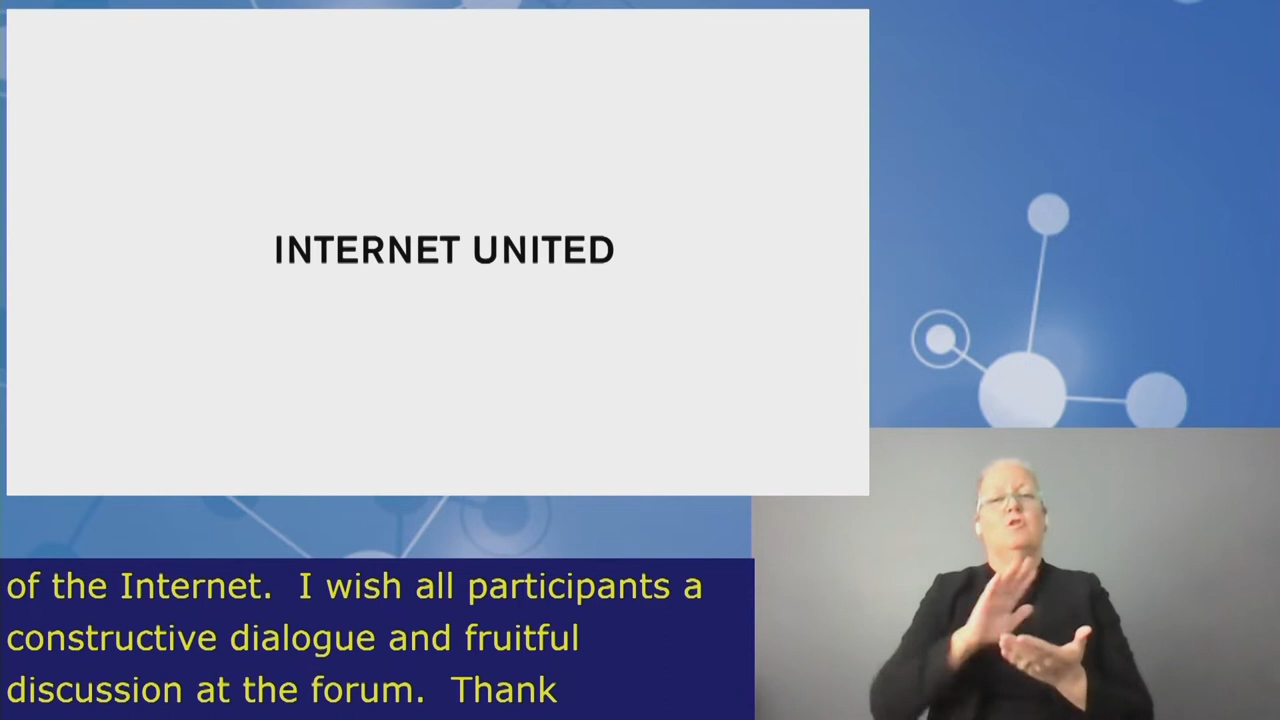 INTERNET UNITED
of the Internet.  I wish all participants a
constructive dialogue and fruitful
discussion at the forum.  Thank